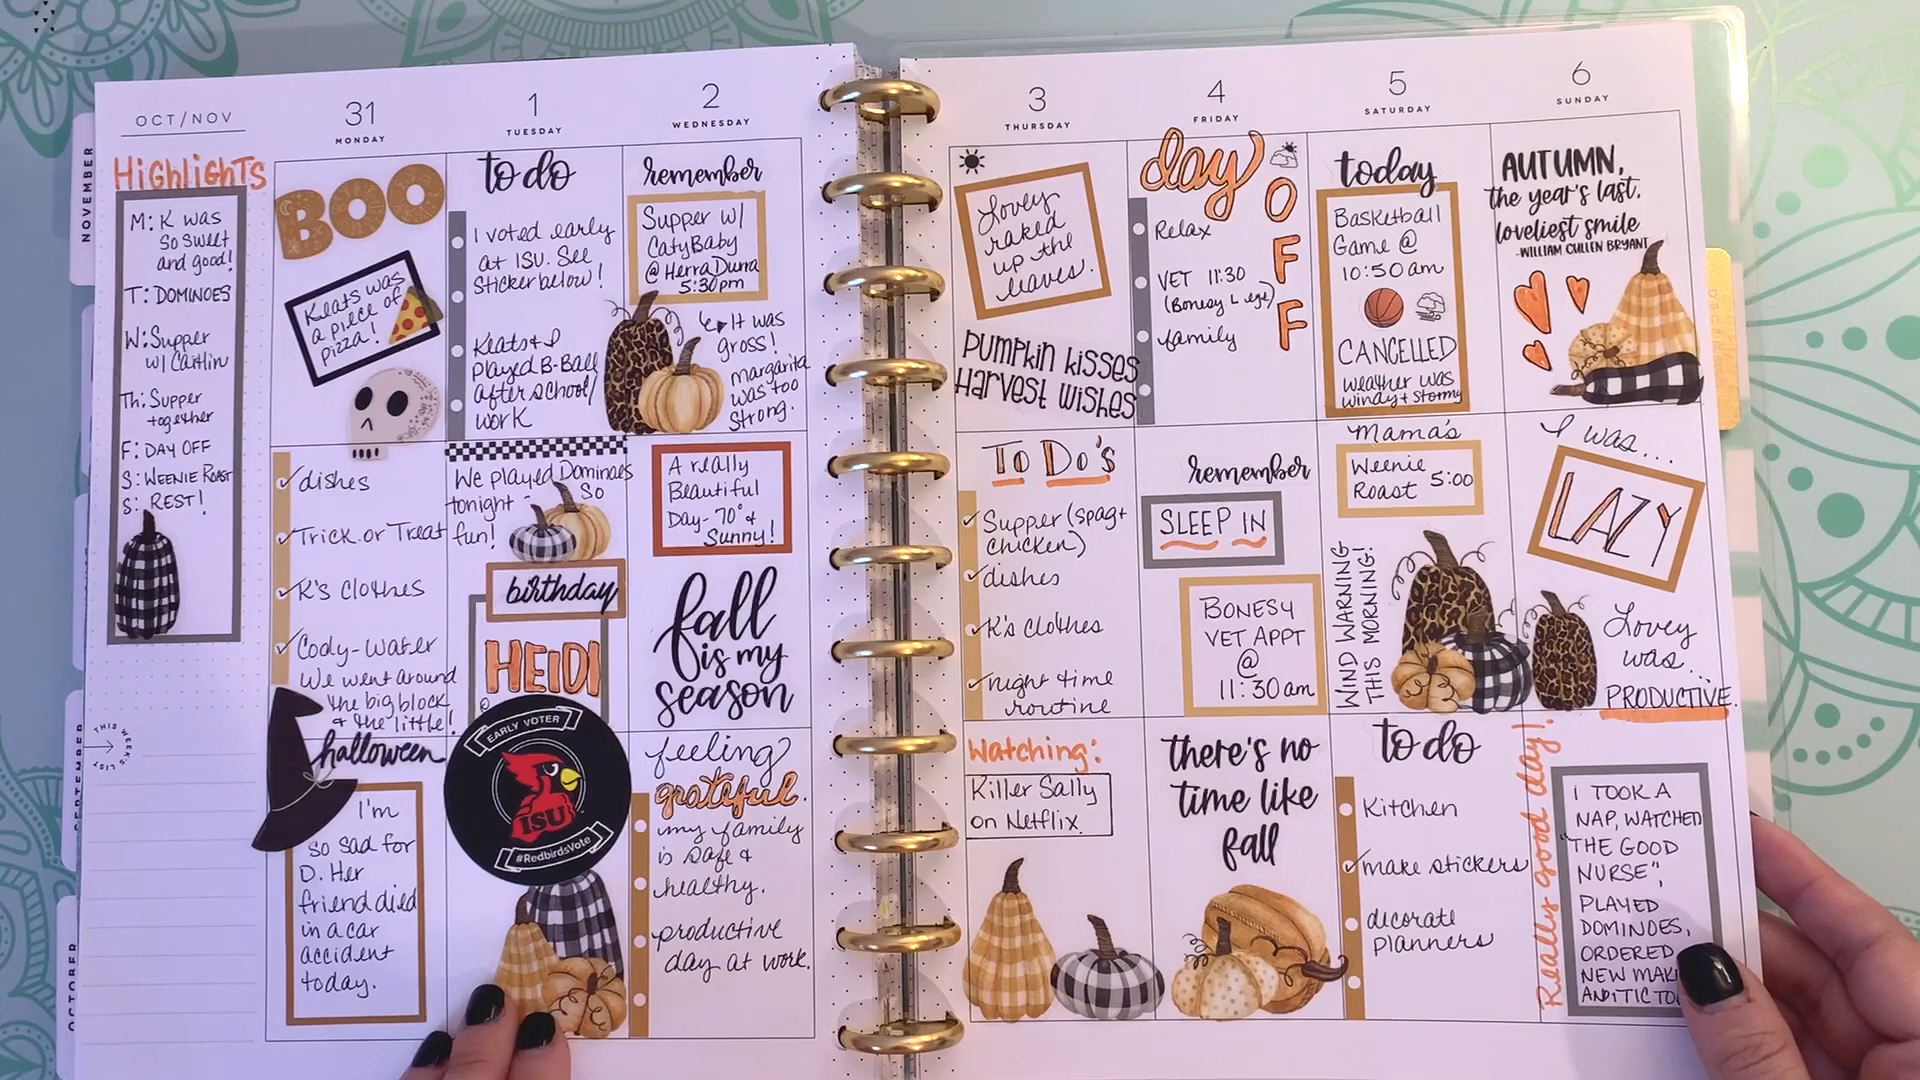 OCT/NOV
HiGHLIGHTS
M: K was
so sweet
and good!
T: DOMINOES
W: Supper
w/ Caitlin
Th: Supper
together
F: DAY OFF
S: WEENIE ROAST
S: REST!
THIS WEEK'S LIST
NOVEMBER
SEPTEMBER
OCTOBER
31
MONDAY
BOO
Keats was
a piece of
pizza!
dishes
Trick or Treat
K's clothes
Cody-water
We went around
the big block
& the little!
halloween
I'm
so sad for
D. Her
friend died
in a car
accident
today.
1
TUESDAY
to do
I voted early
at ISU. See
sticker below!
Keats & I
played B-Ball
after school/
work
We played Dominoes
tonight - So
fun!
birthday
HEIDI
EARLY VOTER
ISU
#RedbirdsVote
2
WEDNESDAY
remember
Supper w/
CatyBaby
@ HerraDurra
5:30pm
It was
gross!
margarita
was too
strong.
A really
Beautiful
Day - 70° &
Sunny!
fall
is my
season
feeling
grateful.
my family
is safe &
healthy.
productive
day at work.
3
THURSDAY
Lovey
raked
up the
leaves.
PUMPKIN KISSES
HARVEST WISHES
To Do's
Supper (spag &
chicken)
dishes
K's clothes
night time
routine
Watching:
Killer Sally
on Netflix.
4
FRIDAY
day
OFF
Relax
VET 11:30
(Bonesy L eye)
family
remember
SLEEP IN
BONESY
VET APPT
@
11:30am
there's no
time like
fall
5
SATURDAY
today
Basketball
Game @
10:50am
CANCELLED
weather was
windy & stormy
Mama's
Weenie
Roast 5:00
WIND WARNING
THIS MORNING!
to do
Kitchen
make stickers
decorate
planners
6
SUNDAY
AUTUMN,
the year's last,
loveliest smile
-WILLIAM CULLEN BRYANT
I was...
LAZY
Lovey
was...
PRODUCTIVE.
Really good day!
I TOOK A
NAP, WATCHED
"THE GOOD
NURSE",
PLAYED
DOMINOES,
ORDERED
NEW
AND TIC